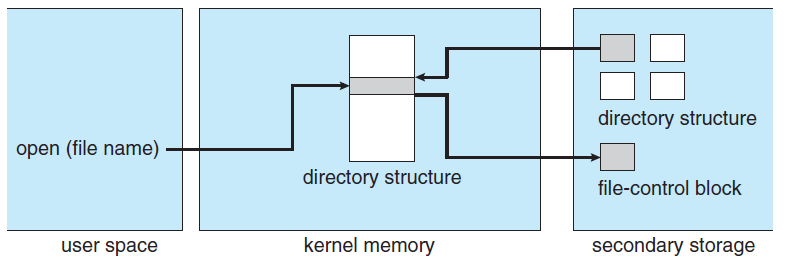 open (file name)
directory structure
directory structure
file-control block
user space
kernel memory
secondary storage